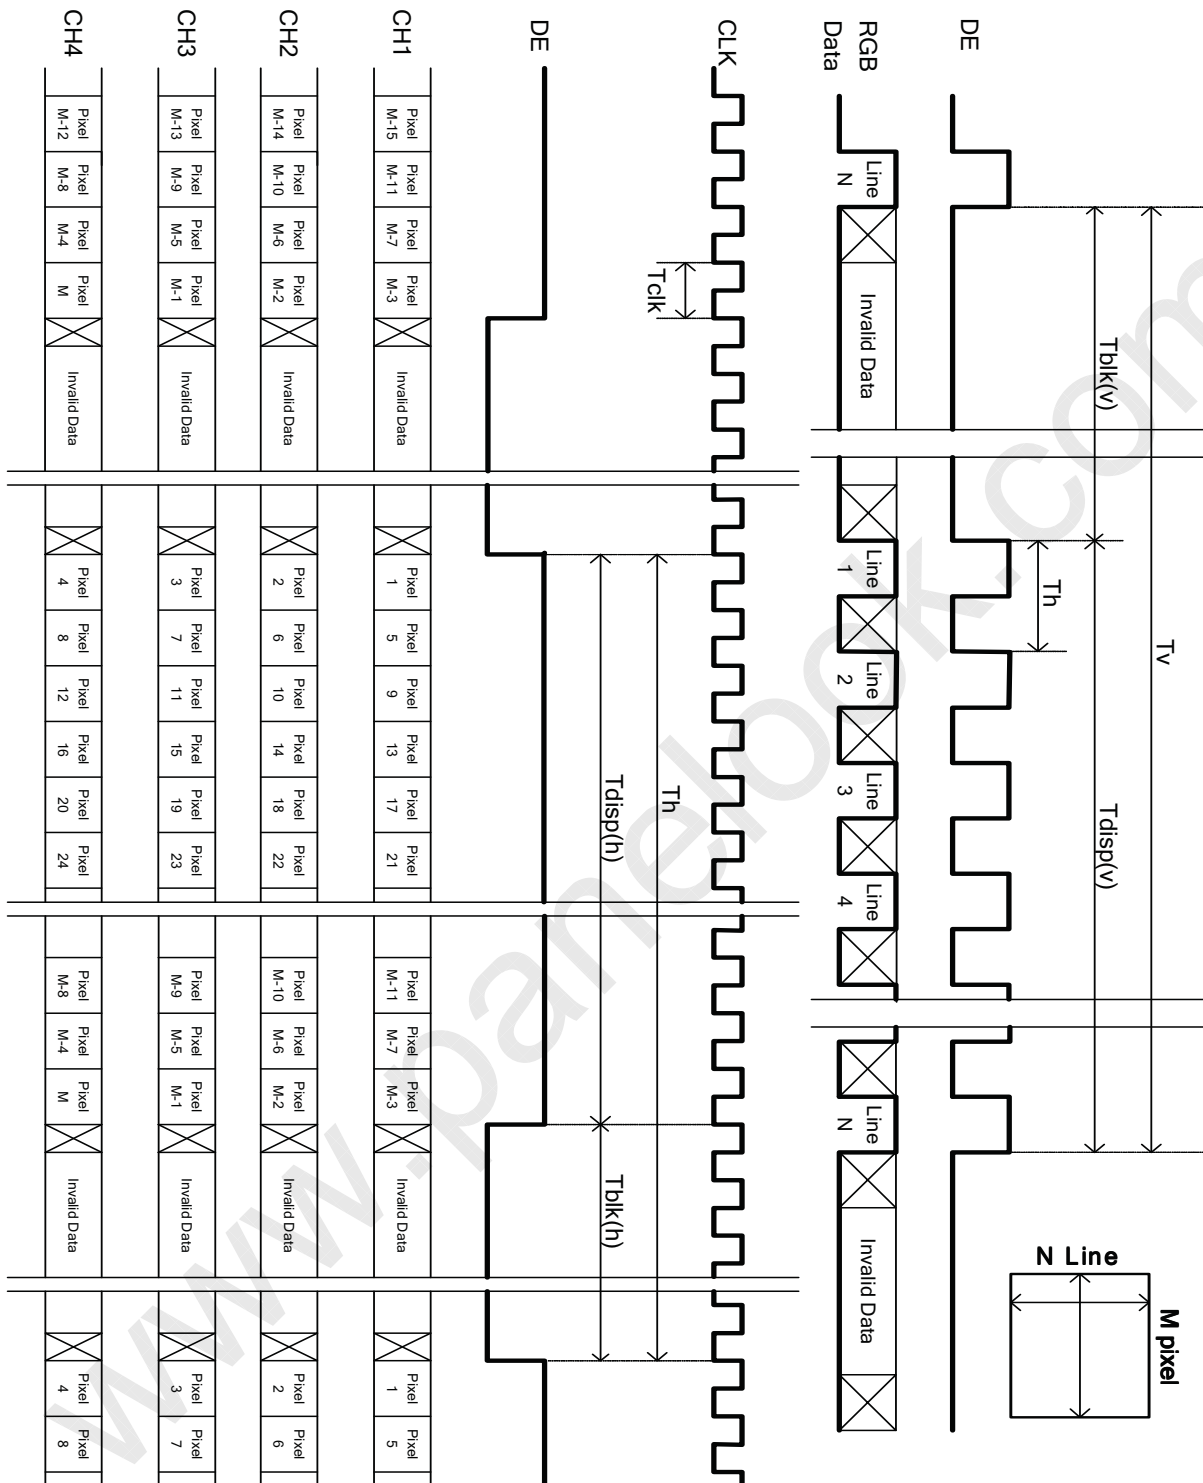 DE
RGB
Data
Line
N
Invalid Data
Line
1
Line
2
Line
3
Line
4
Line
N
Invalid Data
Tv
Tblk(v)
Tdisp(v)
Th
N Line
M pixel
CLK
Tclk
DE
Th
Tdisp(h)
Tblk(h)
CH1
Pixel M-15
Pixel M-11
Pixel M-7
Pixel M-3
Invalid Data
Pixel 1
Pixel 5
Pixel 9
Pixel 13
Pixel 17
Pixel 21
Pixel M-11
Pixel M-7
Pixel M-3
Invalid Data
Pixel 1
Pixel 5
CH2
Pixel M-14
Pixel M-10
Pixel M-6
Pixel M-2
Invalid Data
Pixel 2
Pixel 6
Pixel 10
Pixel 14
Pixel 18
Pixel 22
Pixel M-10
Pixel M-6
Pixel M-2
Invalid Data
Pixel 2
Pixel 6
CH3
Pixel M-13
Pixel M-9
Pixel M-5
Pixel M-1
Invalid Data
Pixel 3
Pixel 7
Pixel 11
Pixel 15
Pixel 19
Pixel 23
Pixel M-9
Pixel M-5
Pixel M-1
Invalid Data
Pixel 3
Pixel 7
CH4
Pixel M-12
Pixel M-8
Pixel M-4
Pixel M
Invalid Data
Pixel 4
Pixel 8
Pixel 12
Pixel 16
Pixel 20
Pixel 24
Pixel M-8
Pixel M-4
Pixel M
Invalid Data
Pixel 4
Pixel 8
www.panelook.com